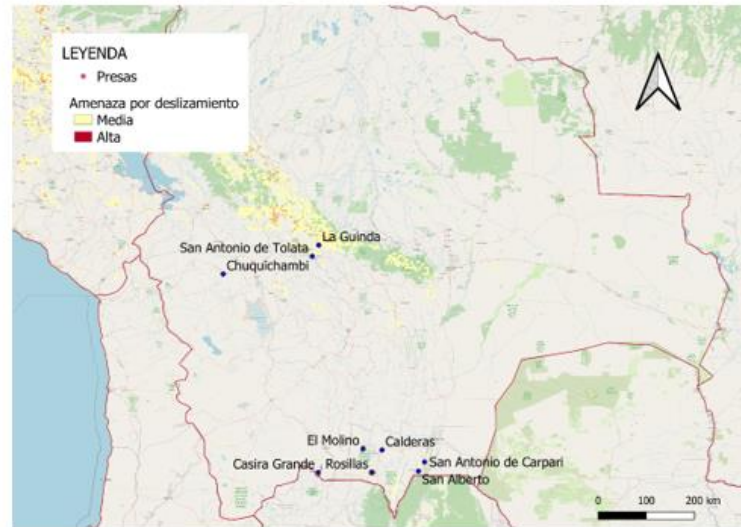 LEYENDA
Presas
Amenaza por deslizamiento
Media
Alta
La Guinda
San Antonio de Tolata
Chuquichambi
El Molino
Calderas
Casira Grande
Rosillas
San Antonio de Carpari
San Alberto
0 100 200 km